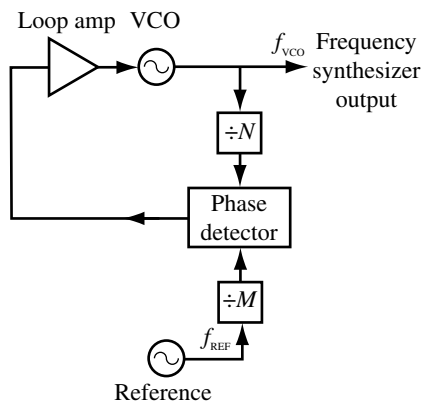 Loop amp VCO
f_VCO Frequency
synthesizer
output
÷N
Phase
detector
÷M
f_REF
Reference